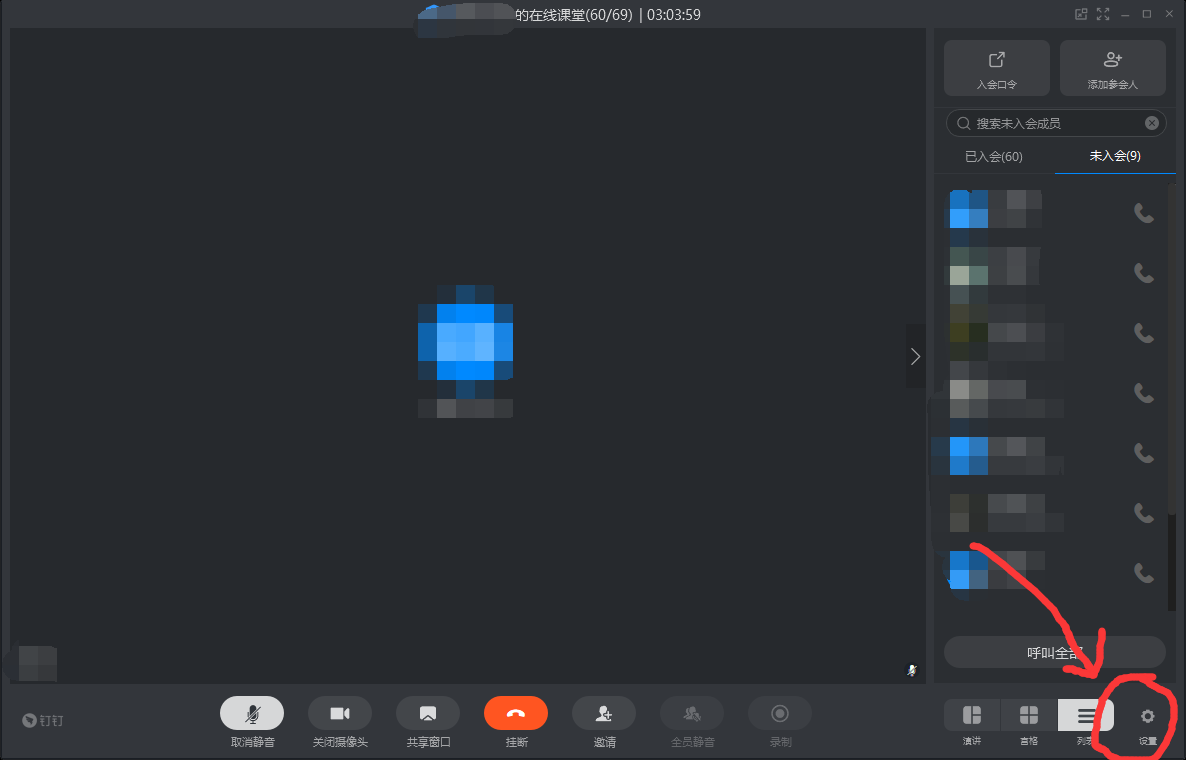 的在线课堂(60/69) | 03:03:59
入会口令
添加参会人
搜索未入会成员
已入会(60)
未入会(9)
呼叫全部
钉钉
取消静音
关闭摄像头
共享窗口
挂断
邀请
全员静音
录制
演讲
宫格
列表
设置